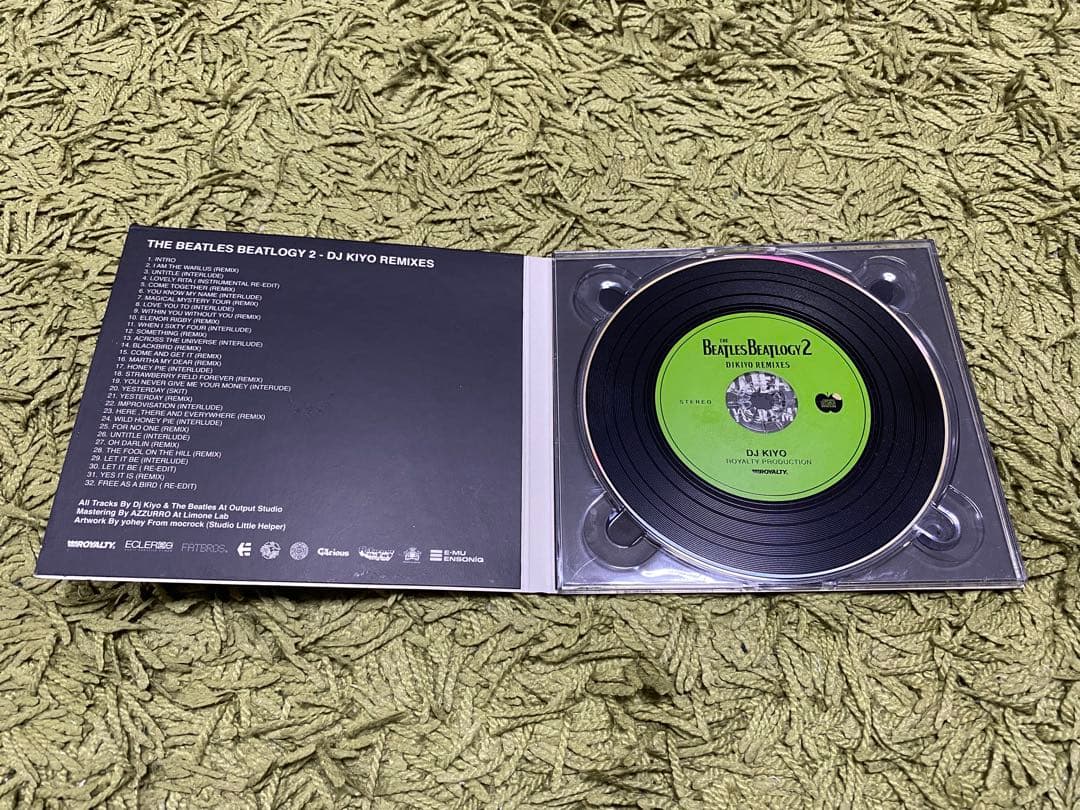 THE BEATLES BEATLOGY 2 - DJ KIYO REMIXES
1. INTRO
2. I AM THE WARLUS (REMIX)
3. UNTITLE (INTERLUDE)
4. LOVELY RITA ( INSTRUMENTAL RE-EDIT)
5. COME TOGETHER (REMIX)
6. YOU KNOW MY NAME (INTERLUDE)
7. MAGICAL MYSTERY TOUR (REMIX)
8. LOVE YOU TO (INTERLUDE)
9. WITHIN YOU WITHOUT YOU (REMIX)
10. ELENOR RIGBY (REMIX)
11. WHEN I SIXTY FOUR (INTERLUDE)
12. SOMETHING (REMIX)
13. ACROSS THE UNIVERSE (INTERLUDE)
14. BLACKBIRD (REMIX)
15. COME AND GET IT (REMIX)
16. MARTHA MY DEAR (REMIX)
17. HONEY PIE (INTERLUDE)
18. STRAWBERRY FIELD FOREVER (REMIX)
19. YOU NEVER GIVE ME YOUR MONEY (INTERUDE)
20. YESTERDAY (SKIT)
21. YESTERDAY (REMIX)
22. IMPROVISATION (INTERLUDE)
23. HERE ,THERE AND EVERYWHERE (REMIX)
24. WILD HONEY PIE (INTERLUDE)
25. FOR NO ONE (REMIX)
26. UNTITLE (INTERLUDE)
27. OH DARLIN (REMIX)
28. THE FOOL ON THE HILL (REMIX)
29. LET IT BE (INTERLUDE)
30. LET IT BE ( RE-EDIT)
31. YES IT IS (REMIX)
32. FREE AS A BIRD ( RE-EDIT)
All Tracks By Dj Kiyo & The Beatles At Output Studio
Mastering By AZZURRO At Limone Lab
Artwork By yohey From mocrock (Studio Little Helper)
ROYALTY. FATBROS. GArious E-MU ENSONIQ
THE BEATLES BEATLOGY 2
DJ KIYO REMIXES
STEREO
DJ KIYO
ROYALTY PRODUCTION
ROYALTY.